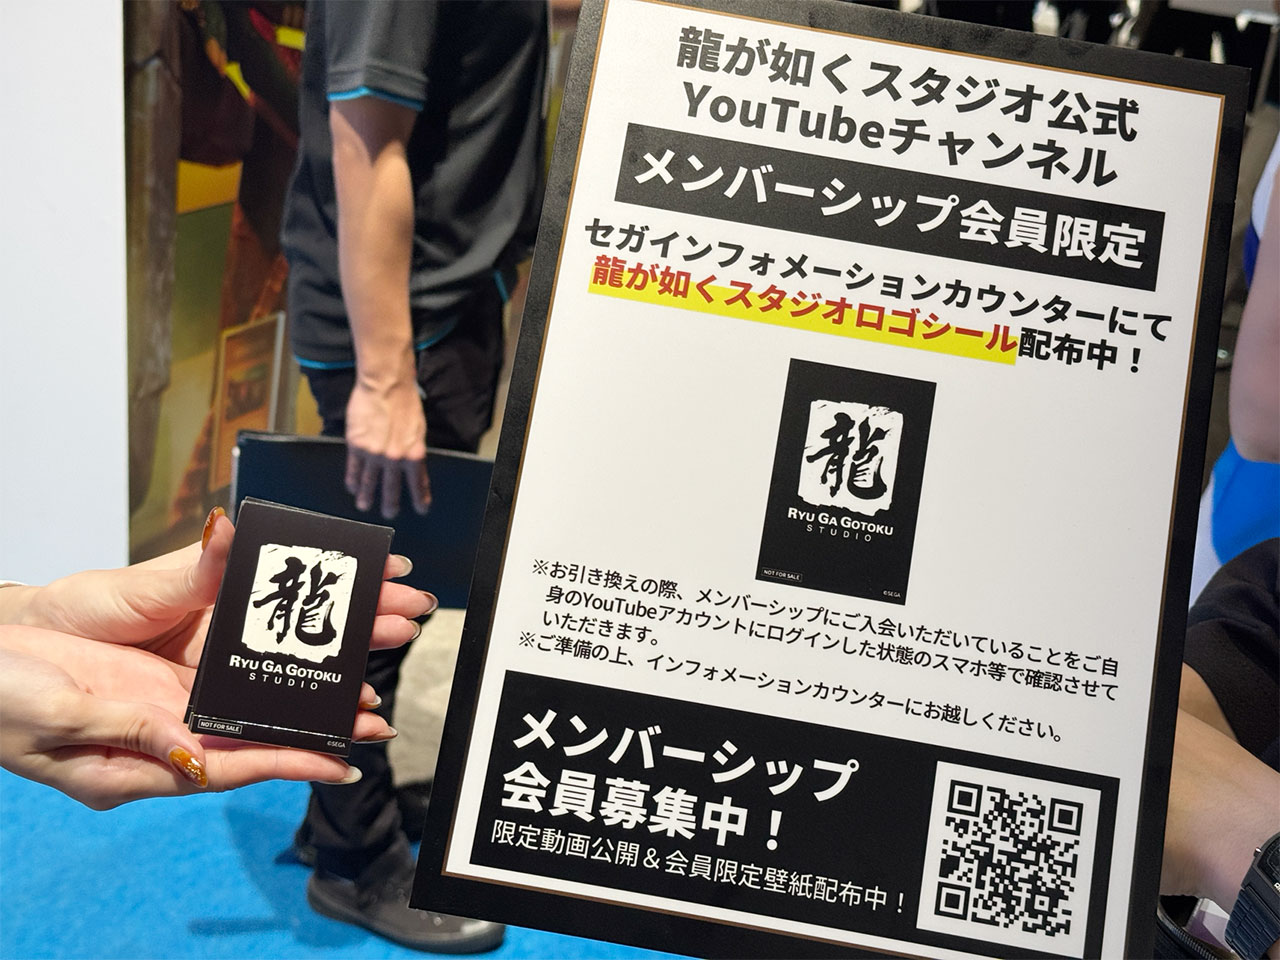 龍が如くスタジオ公式
YouTubeチャンネル
メンバーシップ会員限定
セガインフォメーションカウンターにて
龍が如くスタジオロゴシール配布中！
龍
RYU GA GOTOKU
STUDIO
NOT FOR SALE
©SEGA
※お引き換えの際、メンバーシップにご入会いただいていることをご自
身のYouTubeアカウントにログインした状態のスマホ等で確認させて
いただきます。
※ご準備の上、インフォメーションカウンターにお越しください。
メンバーシップ
会員募集中！
限定動画公開＆会員限定壁紙配布中！
龍
RYU GA GOTOKU
STUDIO
NOT FOR SALE
©SEGA